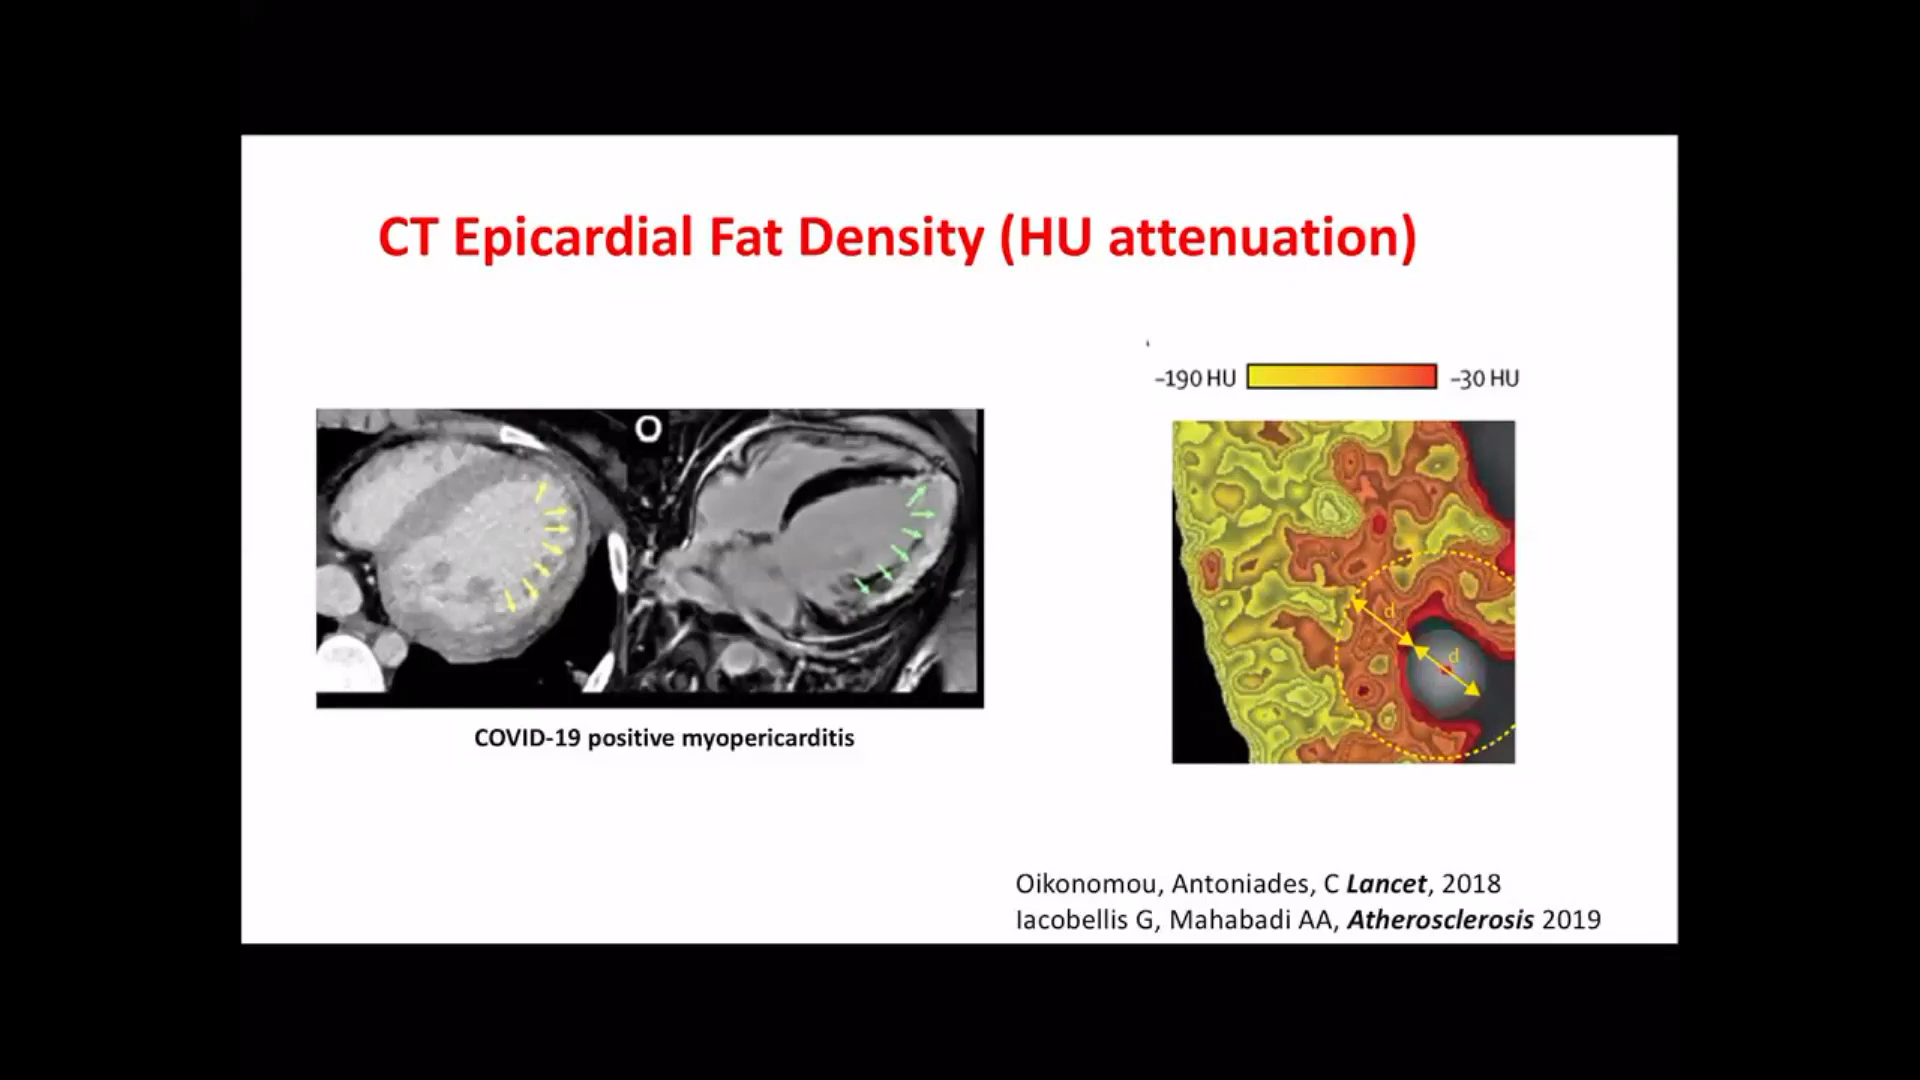 CT Epicardial Fat Density (HU attenuation)
–190 HU
–30 HU
O
d
d
COVID-19 positive myopericarditis
Oikonomou, Antoniades, C Lancet, 2018
Iacobellis G, Mahabadi AA, Atherosclerosis 2019